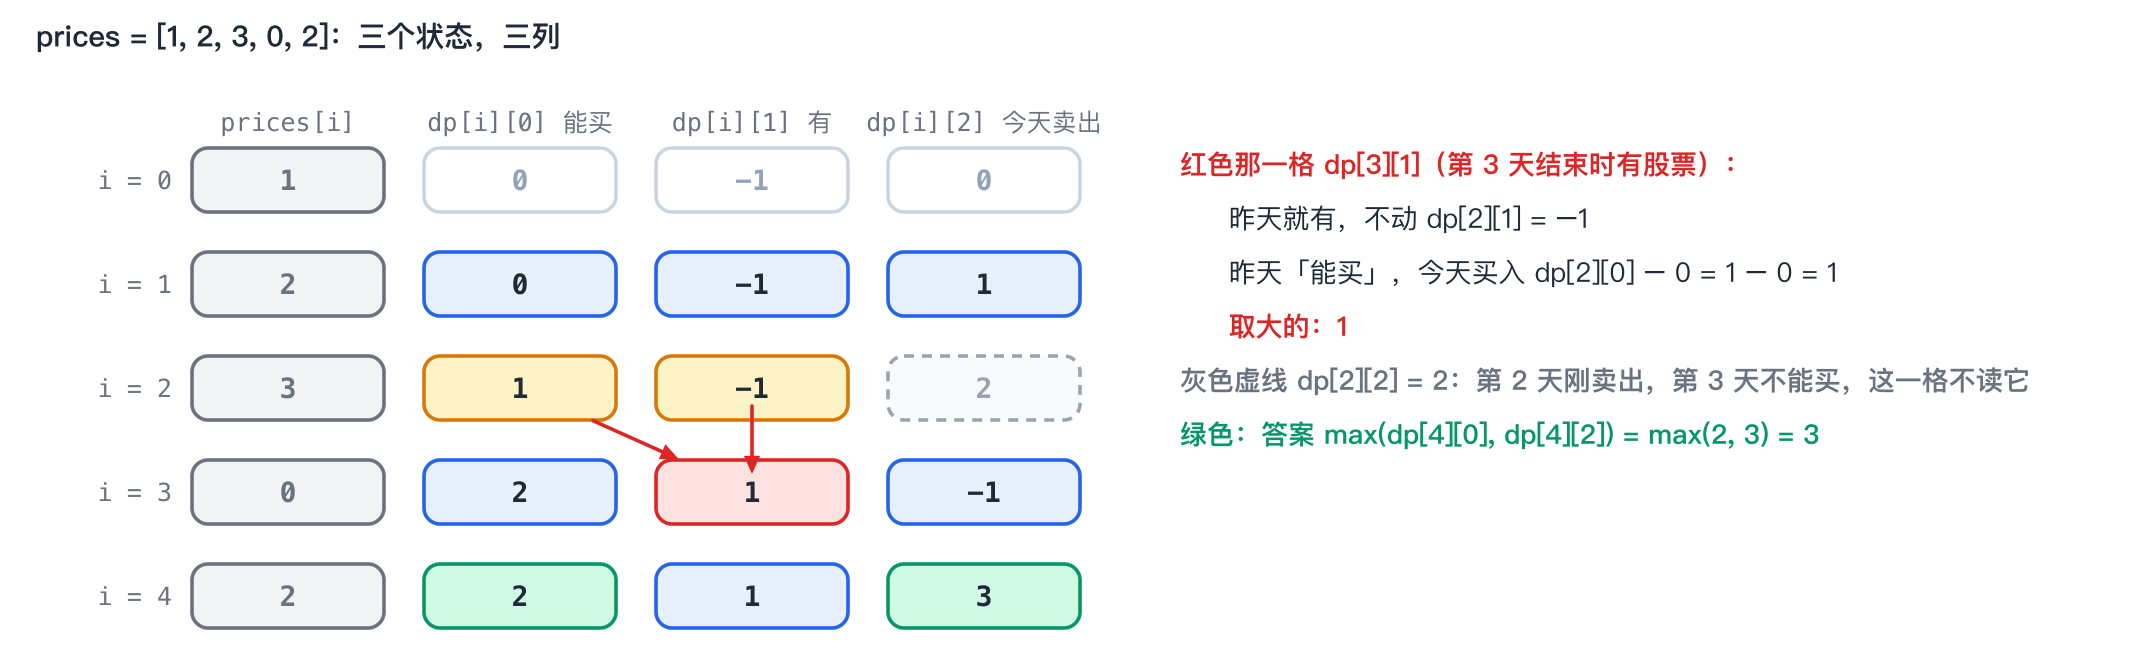 prices = [1, 2, 3, 0, 2]：三个状态，三列
prices[i] dp[i][0] 能买 dp[i][1] 有 dp[i][2] 今天卖出
i = 0 1 0 −1 0
i = 1 2 0 −1 1
i = 2 3 1 −1 2
i = 3 0 2 1 −1
i = 4 2 2 1 3
红色那一格 dp[3][1]（第 3 天结束时有股票）：
昨天就有，不动 dp[2][1] = −1
昨天「能买」，今天买入 dp[2][0] − 0 = 1 − 0 = 1
取大的：1
灰色虚线 dp[2][2] = 2：第 2 天刚卖出，第 3 天不能买，这一格不读它
绿色：答案 max(dp[4][0], dp[4][2]) = max(2, 3) = 3